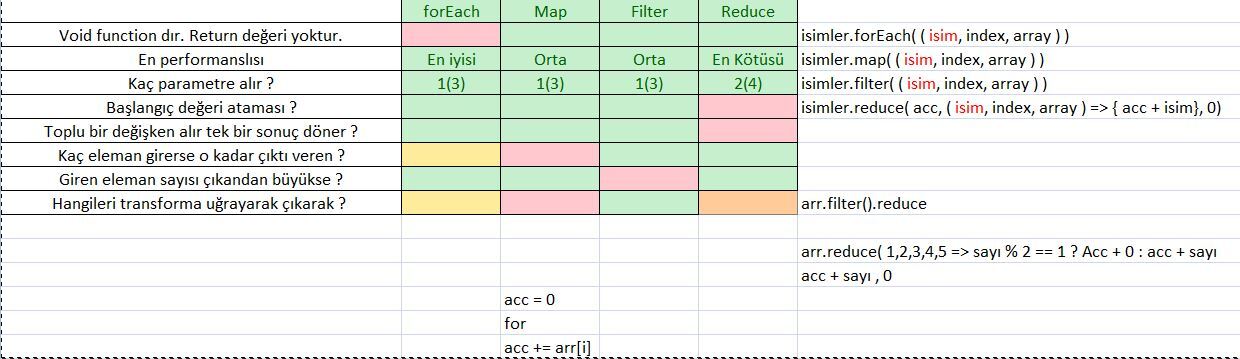 forEach Map Filter Reduce
Void function dır. Return değeri yoktur. isimler.forEach( ( isim, index, array ) )
En performanslısı En iyisi Orta Orta En Kötüsü isimler.map( ( isim, index, array ) )
Kaç parametre alır ? 1(3) 1(3) 1(3) 2(4) isimler.filter( ( isim, index, array ) )
Başlangıç değeri ataması ? isimler.reduce( acc, ( isim, index, array ) => { acc + isim}, 0)
Toplu bir değişken alır tek bir sonuç döner ?
Kaç eleman girerse o kadar çıktı veren ?
Giren eleman sayısı çıkandan büyükse ?
Hangileri transforma uğrayarak çıkarak ? arr.filter().reduce
arr.reduce( 1,2,3,4,5 => sayı % 2 == 1 ? Acc + 0 : acc + sayı
acc + sayı , 0
acc = 0
for
acc += arr[i]